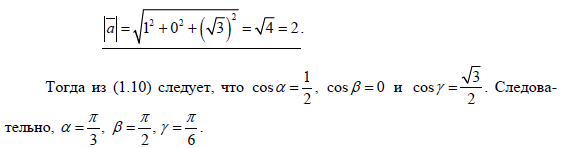 |a̅| = √(1² + 0² + (√3)²) = √4 = 2.
Тогда из (1.10) следует, что cos α = 1/2, cos β = 0 и cos γ = √3/2. Следова-
тельно, α = π/3, β = π/2, γ = π/6.